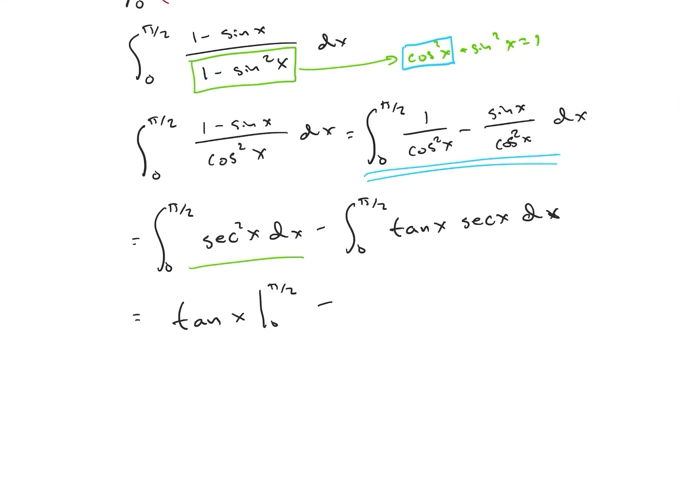 ∫₀^π/2 (1 - sin x)/(1 - sin²x) dx → cos²x + sin²x = 1
∫₀^π/2 (1 - sin x)/(cos²x) dx = ∫₀^π/2 1/(cos²x) - (sin x)/(cos²x) dx
= ∫₀^π/2 sec²x dx - ∫₀^π/2 tan x sec x dx
= tan x |₀^π/2 -